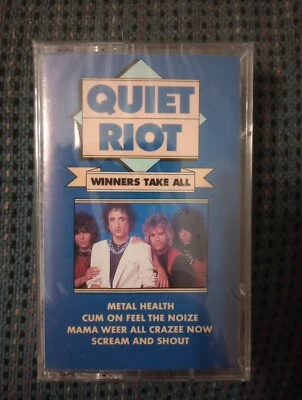 QUIET
RIOT
WINNERS TAKE ALL
METAL HEALTH
CUM ON FEEL THE NOIZE
MAMA WEER ALL CRAZEE NOW
SCREAM AND SHOUT